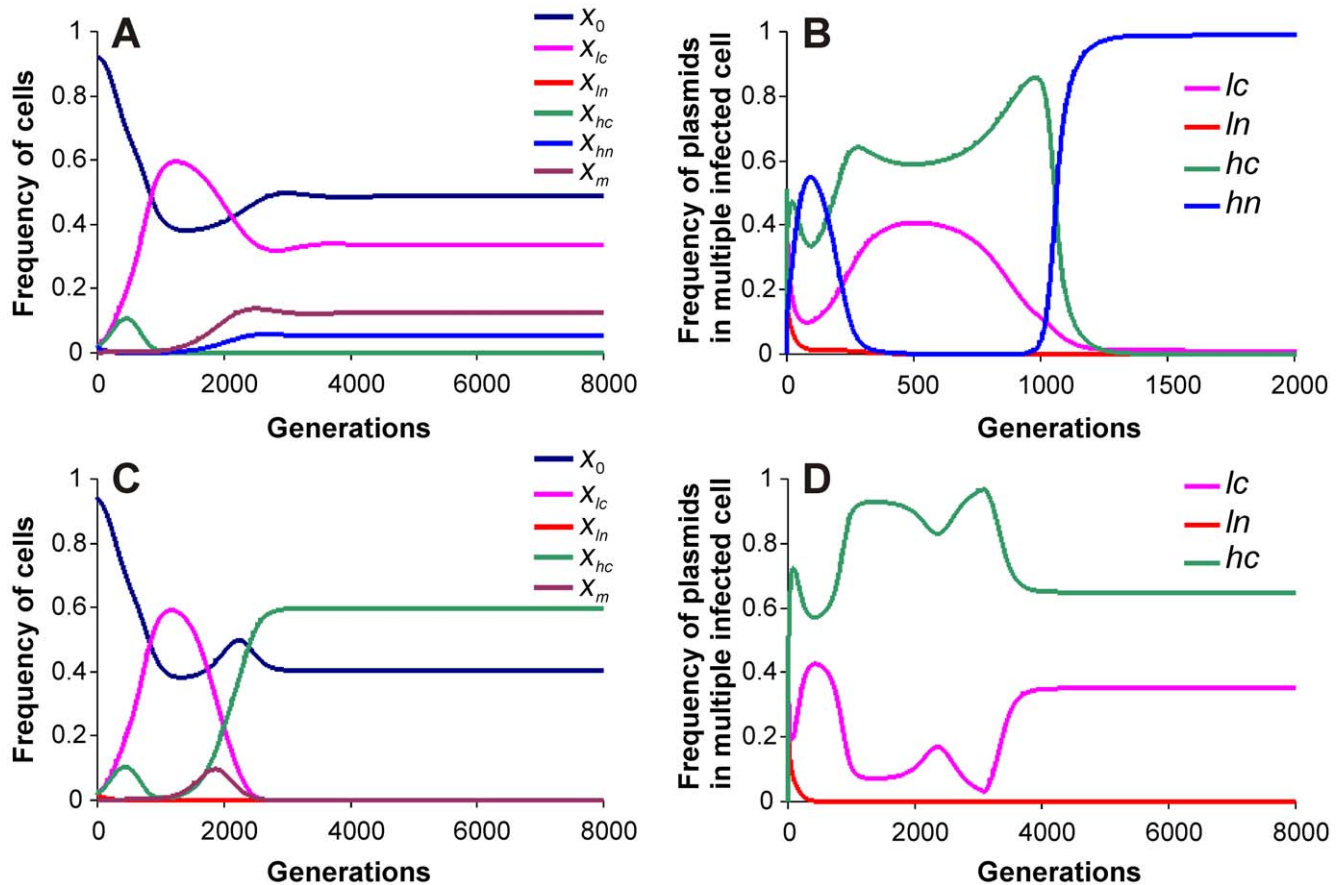 A
Frequency of cells
1
0.8
0.6
0.4
0.2
0
0 2000 4000 6000 8000
Generations
X0
Xlc
Xln
Xhc
Xhn
Xm
B
Frequency of plasmids
in multiple infected cell
1
0.8
0.6
0.4
0.2
0
0 500 1000 1500 2000
Generations
lc
ln
hc
hn
C
Frequency of cells
1
0.8
0.6
0.4
0.2
0
0 2000 4000 6000 8000
Generations
X0
Xlc
Xln
Xhc
Xm
D
Frequency of plasmids
in multiple infected cell
1
0.8
0.6
0.4
0.2
0
0 2000 4000 6000 8000
Generations
lc
ln
hc